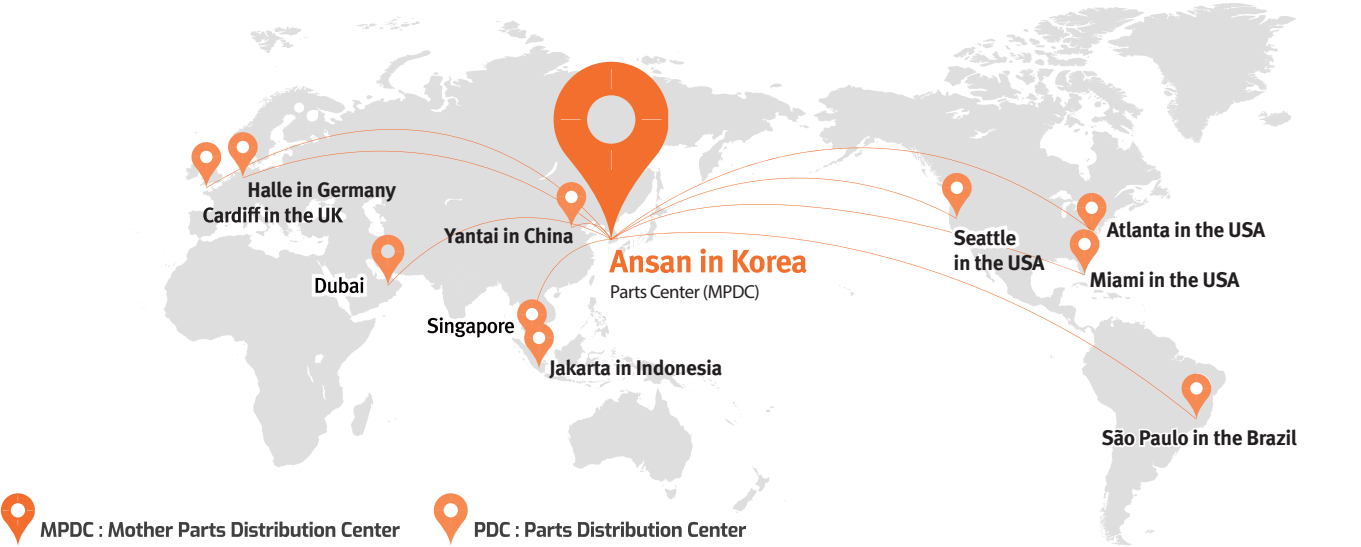 Halle in Germany
Cardiff in the UK
Yantai in China
Dubai
Ansan in Korea
Parts Center (MPDC)
Singapore
Jakarta in Indonesia
Seattle
in the USA
Atlanta in the USA
Miami in the USA
São Paulo in the Brazil
MPDC : Mother Parts Distribution Center
PDC : Parts Distribution Center